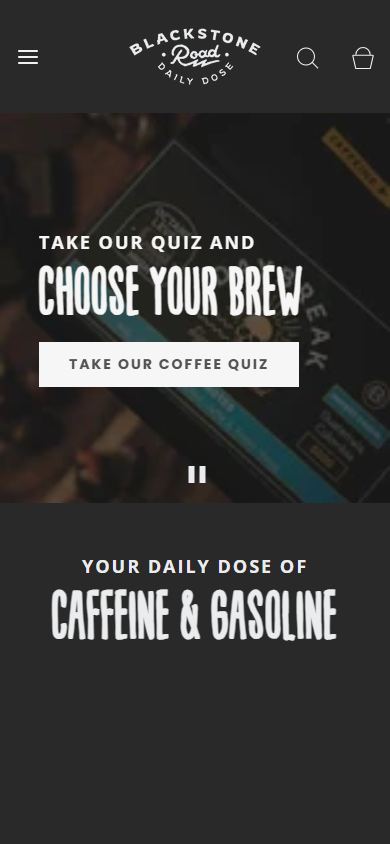 BLACKSTONE
Road
DAILY DOSE
TAKE OUR QUIZ AND
CHOOSE YOUR BREW
TAKE OUR COFFEE QUIZ
YOUR DAILY DOSE OF
CAFFEINE & GASOLINE